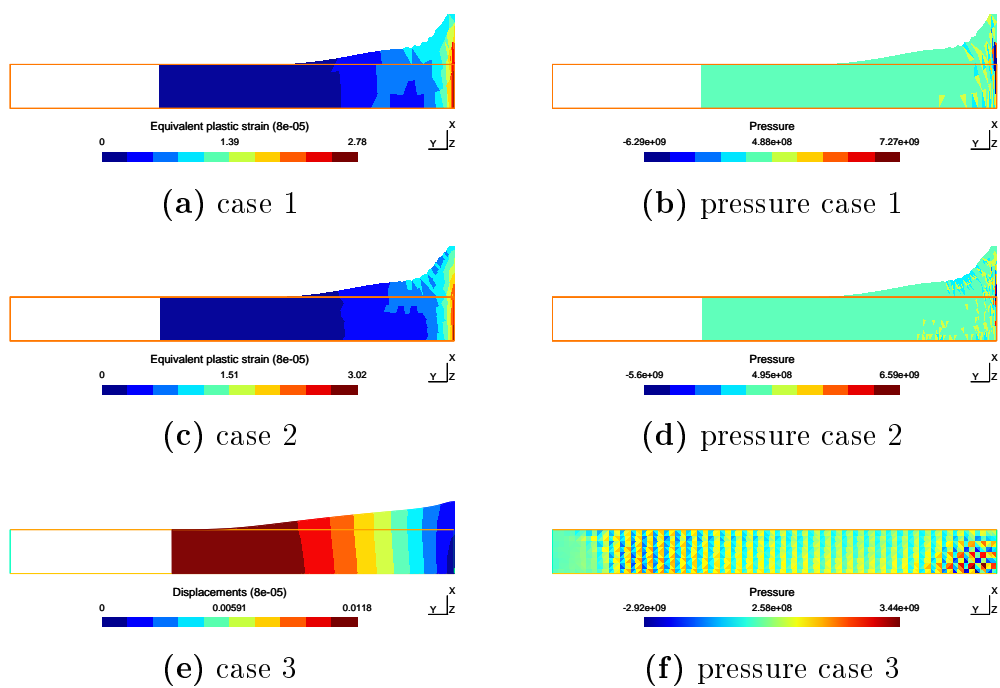 Equivalent plastic strain (8e-05)
0 1.39 2.78
X
Y Z
(a) case 1
Pressure
-6.29e+09 4.88e+08 7.27e+09
X
Y Z
(b) pressure case 1
Equivalent plastic strain (8e-05)
0 1.51 3.02
X
Y Z
(c) case 2
Pressure
-5.6e+09 4.95e+08 6.59e+09
X
Y Z
(d) pressure case 2
Displacements (8e-05)
0 0.00591 0.0118
X
Y Z
(e) case 3
Pressure
-2.92e+09 2.58e+08 3.44e+09
X
Y Z
(f) pressure case 3